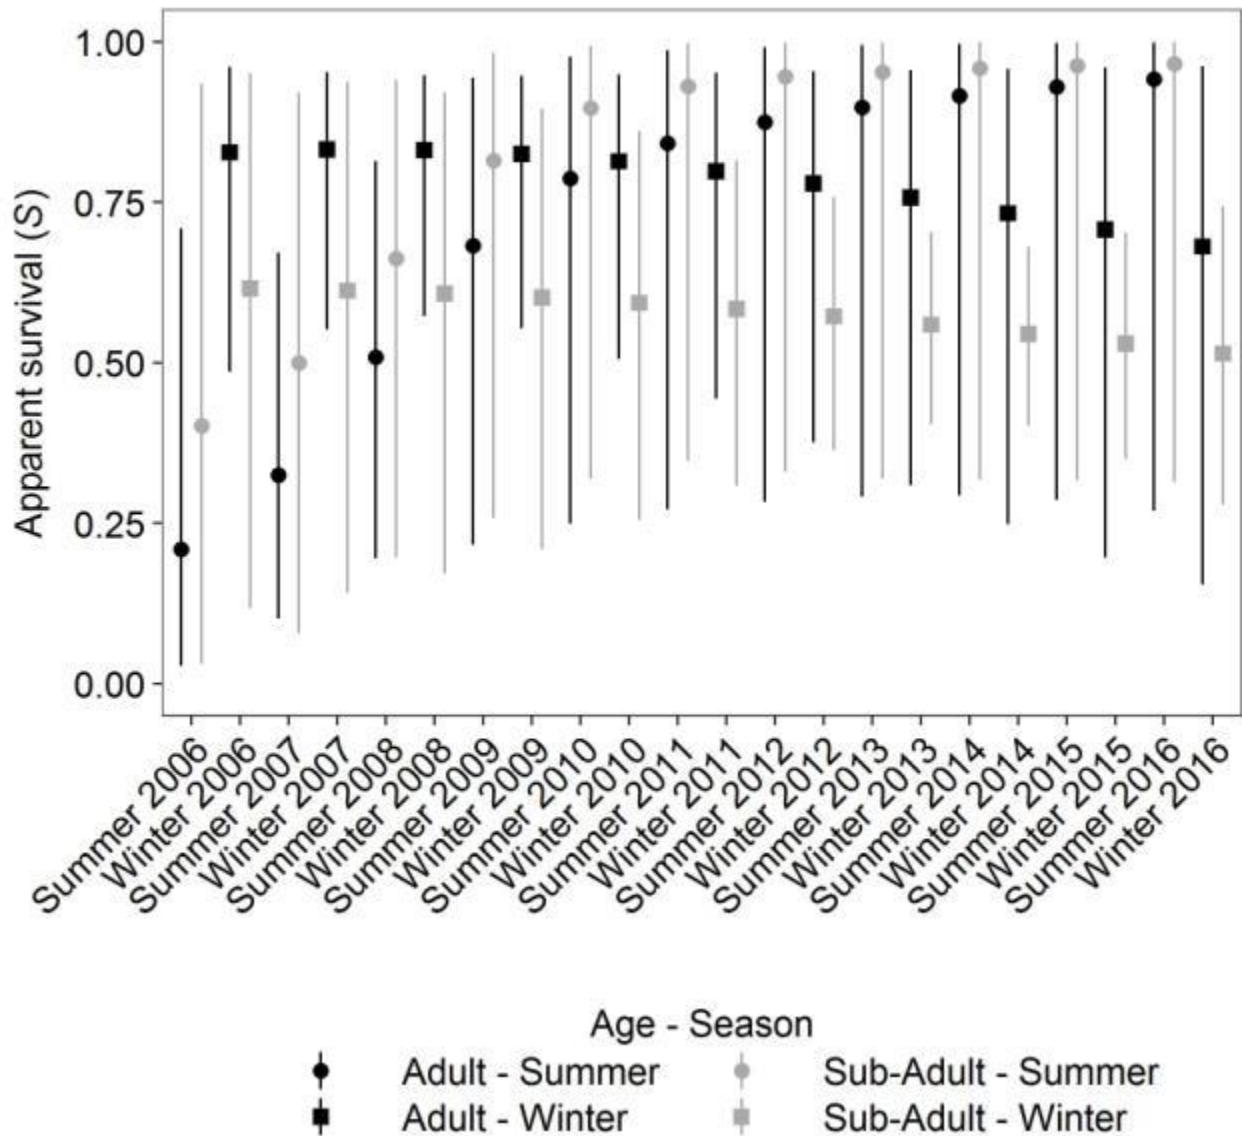 Apparent survival (S)
1.00
0.75
0.50
0.25
0.00
Summer 2006
Winter 2006
Summer 2007
Winter 2007
Summer 2008
Winter 2008
Summer 2009
Winter 2009
Summer 2010
Winter 2010
Summer 2011
Winter 2011
Summer 2012
Winter 2012
Summer 2013
Winter 2013
Summer 2014
Winter 2014
Summer 2015
Winter 2015
Summer 2016
Winter 2016
Age - Season
Adult - Summer Sub-Adult - Summer
Adult - Winter Sub-Adult - Winter